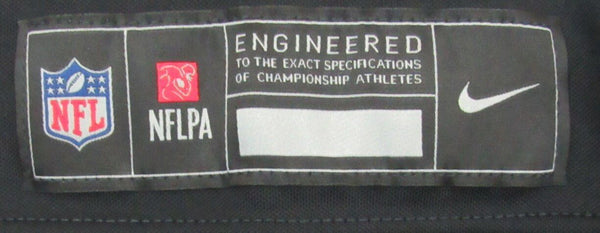 NFL
NFLPA
ENGINEERED
TO THE EXACT SPECIFICATIONS
OF CHAMPIONSHIP ATHLETES